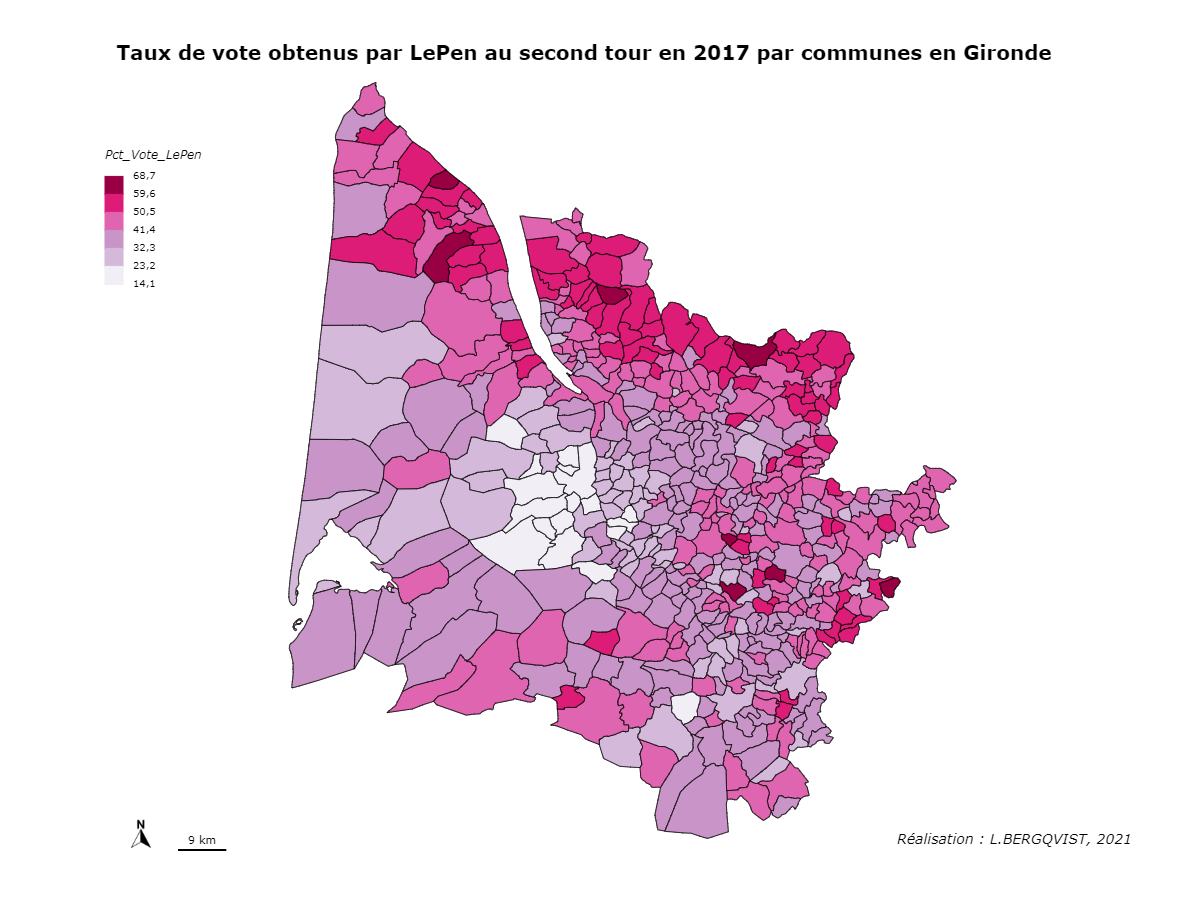 Taux de vote obtenus par LePen au second tour en 2017 par communes en Gironde
Pct_Vote_LePen
68,7
59,6
50,5
41,4
32,3
23,2
14,1
N
9 km
Réalisation : L.BERGQVIST, 2021